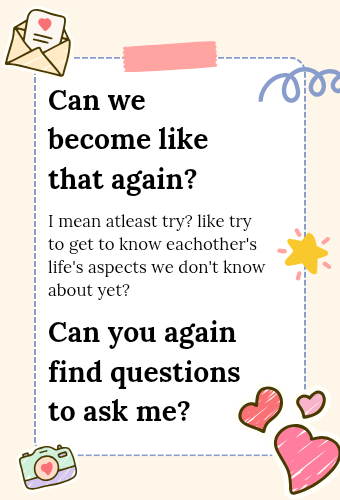 Can we
become like
that again?
I mean atleast try? like try
to get to know eachother's
life's aspects we don't know
about yet?
Can you again
find questions
to ask me?